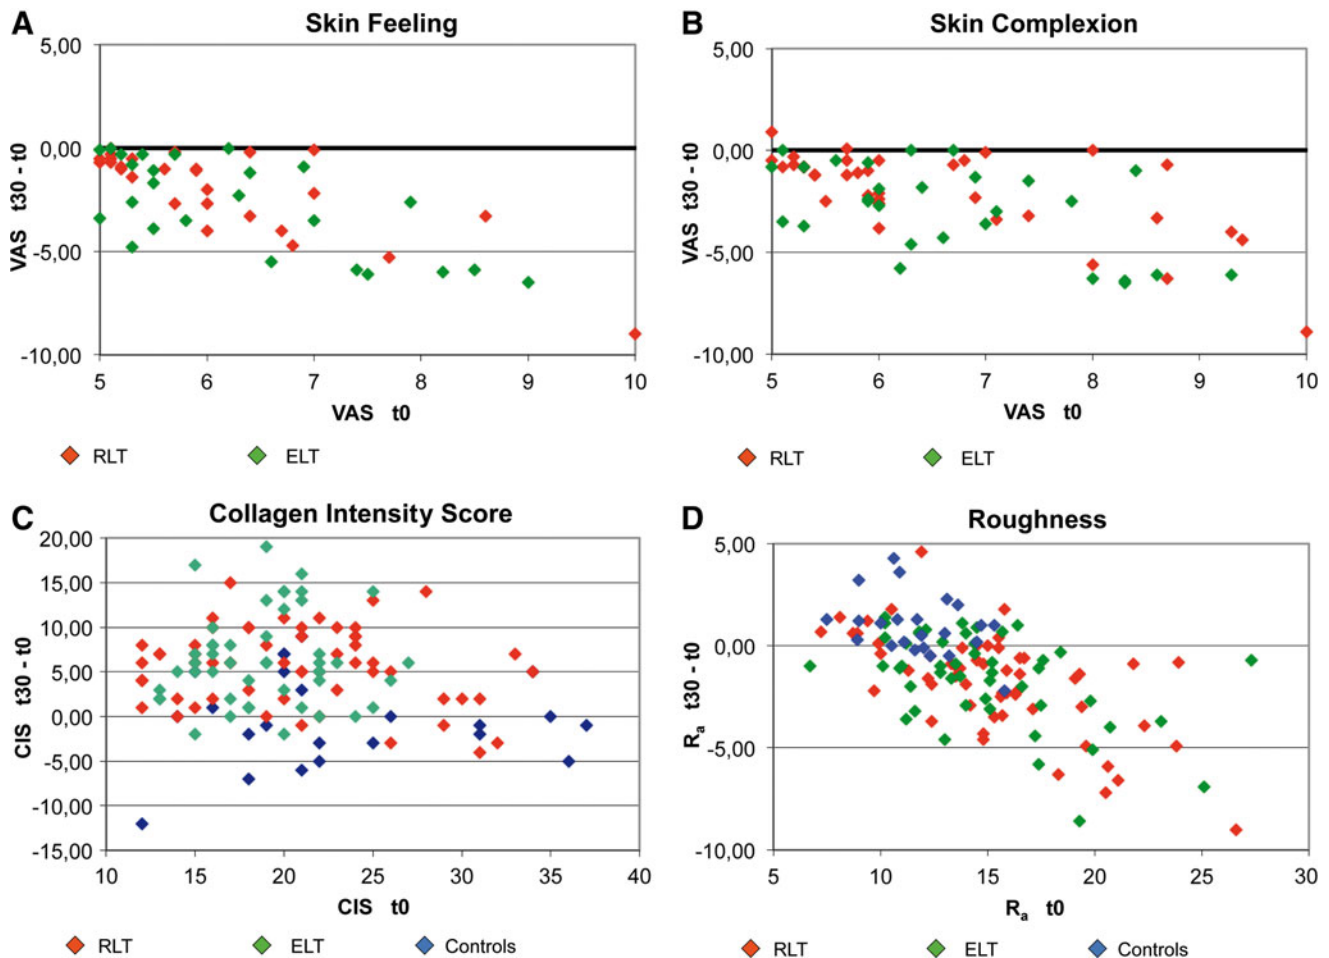 A Skin Feeling
5,00
0,00
-5,00
-10,00
VAS t30 - t0
5 6 7 8 9 10
VAS t0
RLT ELT
B Skin Complexion
5,00
0,00
-5,00
-10,00
VAS t30 - t0
5 6 7 8 9 10
VAS t0
RLT ELT
C Collagen Intensity Score
20,00
15,00
10,00
5,00
0,00
-5,00
-10,00
-15,00
CIS t30 - t0
10 15 20 25 30 35 40
CIS t0
RLT ELT Controls
D Roughness
5,00
0,00
-5,00
-10,00
Ra t30 - t0
5 10 15 20 25 30
Ra t0
RLT ELT Controls